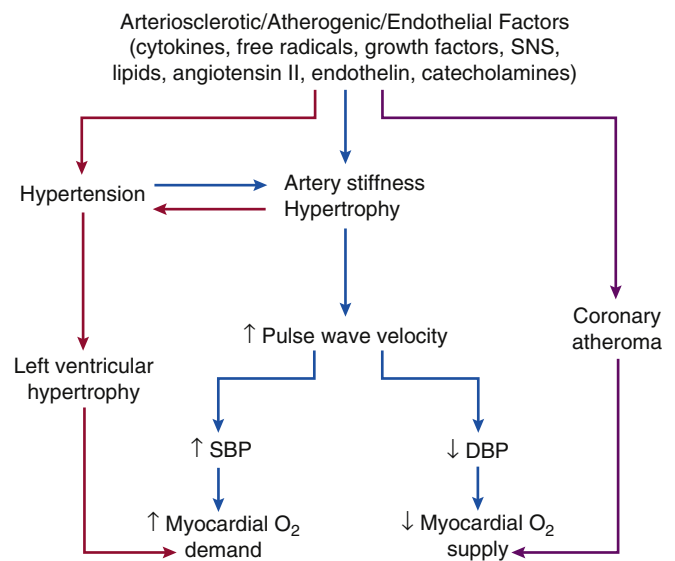 Arteriosclerotic/Atherogenic/Endothelial Factors
(cytokines, free radicals, growth factors, SNS,
lipids, angiotensin II, endothelin, catecholamines)
Hypertension
Artery stiffness
Hypertrophy
↑ Pulse wave velocity
Coronary
atheroma
Left ventricular
hypertrophy
↑ SBP
↓ DBP
↑ Myocardial O₂
demand
↓ Myocardial O₂
supply